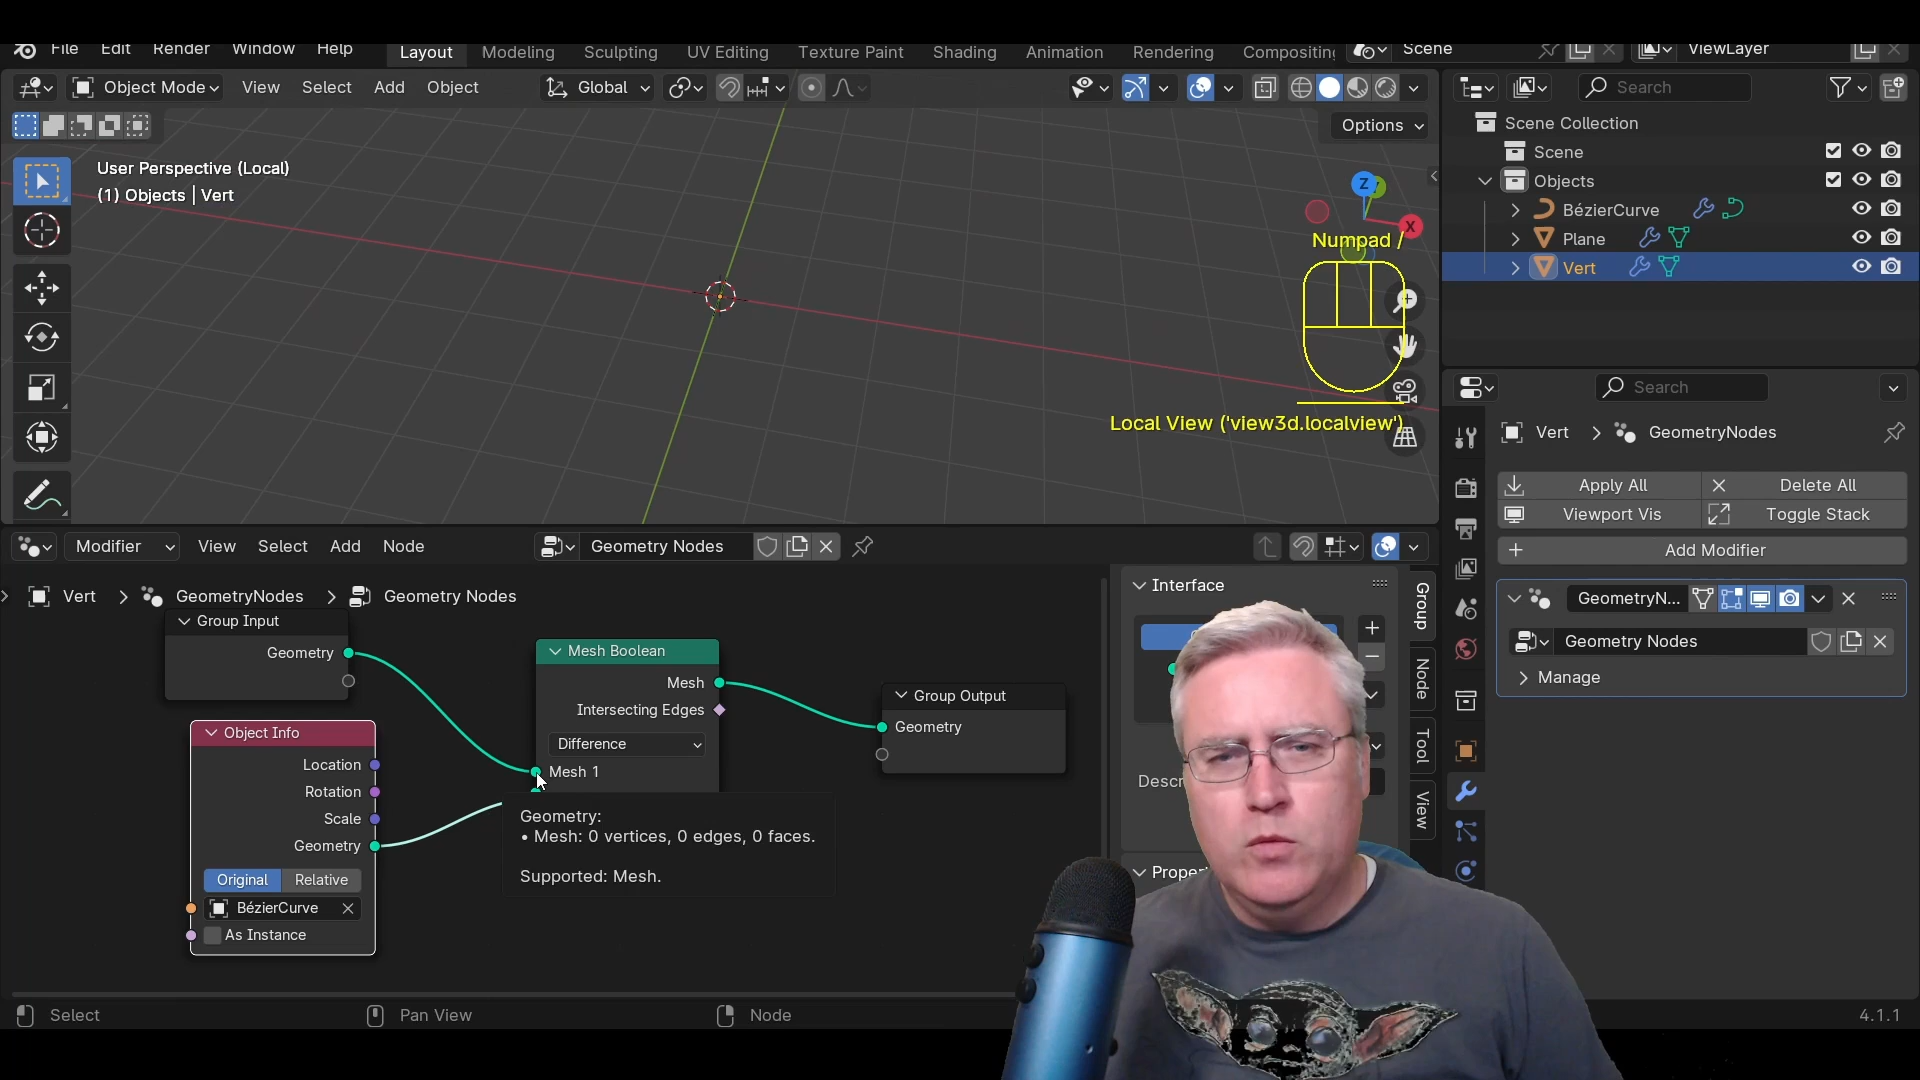 File Edit Render Window Help Layout Modeling Sculpting UV Editing Texture Paint Shading Animation Rendering Compositing Scene ViewLayer
Object Mode View Select Add Object Global
Search
Options
User Perspective (Local)
(1) Objects | Vert
Z
X
Numpad /
Local View ('view3d.localview')
Scene Collection
Scene
Objects
BézierCurve
Plane
Vert
Search
Vert > GeometryNodes
Apply All Delete All
Viewport Vis Toggle Stack
Add Modifier
GeometryN...
Geometry Nodes
Manage
Modifier View Select Add Node Geometry Nodes
Vert > GeometryNodes > Geometry Nodes
Group Input
Geometry
Object Info
Location
Rotation
Scale
Geometry
Original Relative
BézierCurve
As Instance
Mesh Boolean
Mesh
Intersecting Edges
Difference
Mesh 1
Geometry:
• Mesh: 0 vertices, 0 edges, 0 faces.
Supported: Mesh.
Group Output
Geometry
Interface
Group
Node
Tool
View
Select Pan View Node 4.1.1